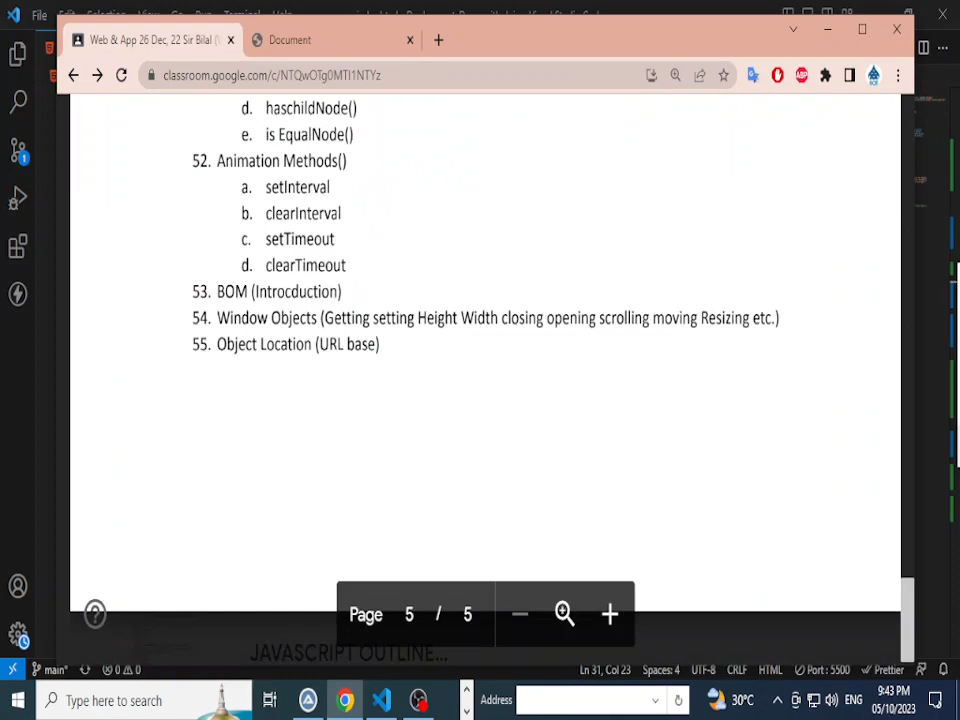 File
Web & App 26 Dec, 22 Sir Bilal (
Document
classroom.google.com/c/NTQwOTg0MTI1NTYz
d. haschildNode()
e. is EqualNode()
52. Animation Methods()
a. setInterval
b. clearInterval
c. setTimeout
d. clearTimeout
53. BOM (Introcduction)
54. Window Objects (Getting setting Height Width closing opening scrolling moving Resizing etc.)
55. Object Location (URL base)
Page 5 / 5
JAVASCRIPT OUTLINE...
main* 0 0 Ln 31, Col 23 Spaces: 4 UTF-8 CRLF HTML Port : 5500 Prettier
Type here to search Address 30°C ENG 9:43 PM
05/10/2023